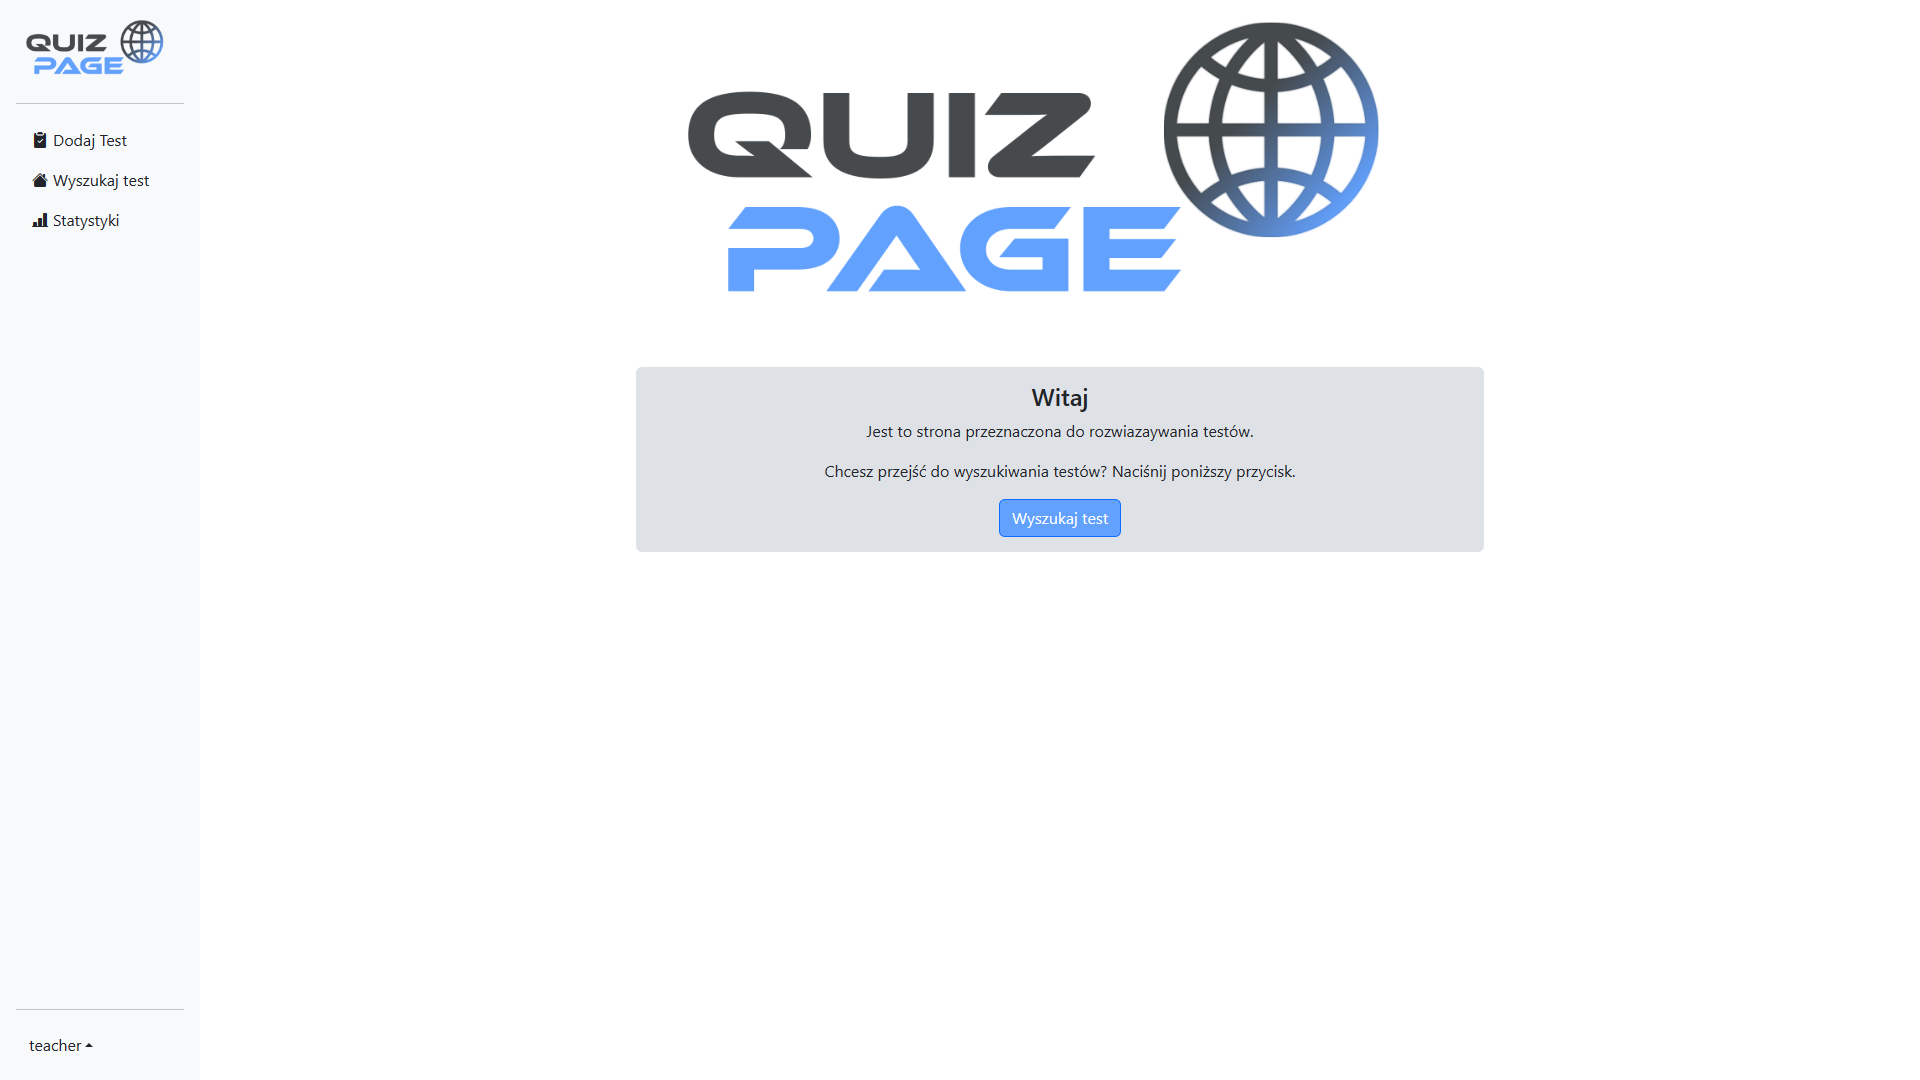 QUIZ
PAGE
Dodaj Test
Wyszukaj test
Statystyki
teacher
QUIZ
PAGE
Witaj
Jest to strona przeznaczona do rozwiazaywania testów.
Chcesz przejść do wyszukiwania testów? Naciśnij poniższy przycisk.
Wyszukaj test